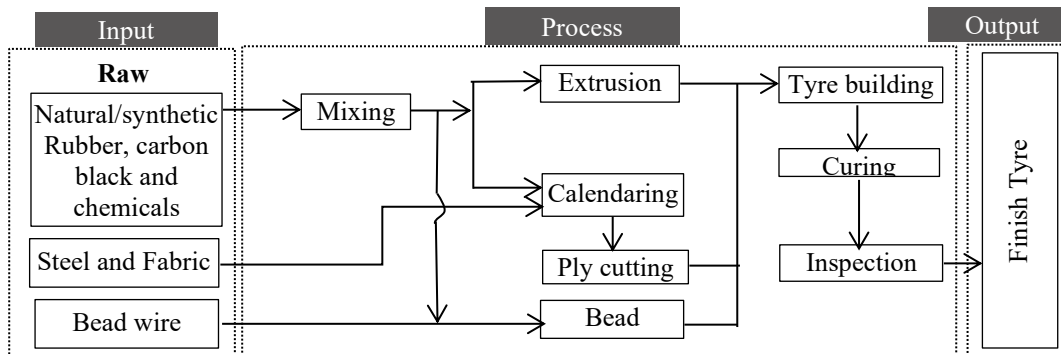 Input
Process
Output
Raw
Natural/synthetic
Rubber, carbon
black and
chemicals
Steel and Fabric
Bead wire
Mixing
Extrusion
Calendaring
Ply cutting
Bead
Tyre building
Curing
Inspection
Finish Tyre